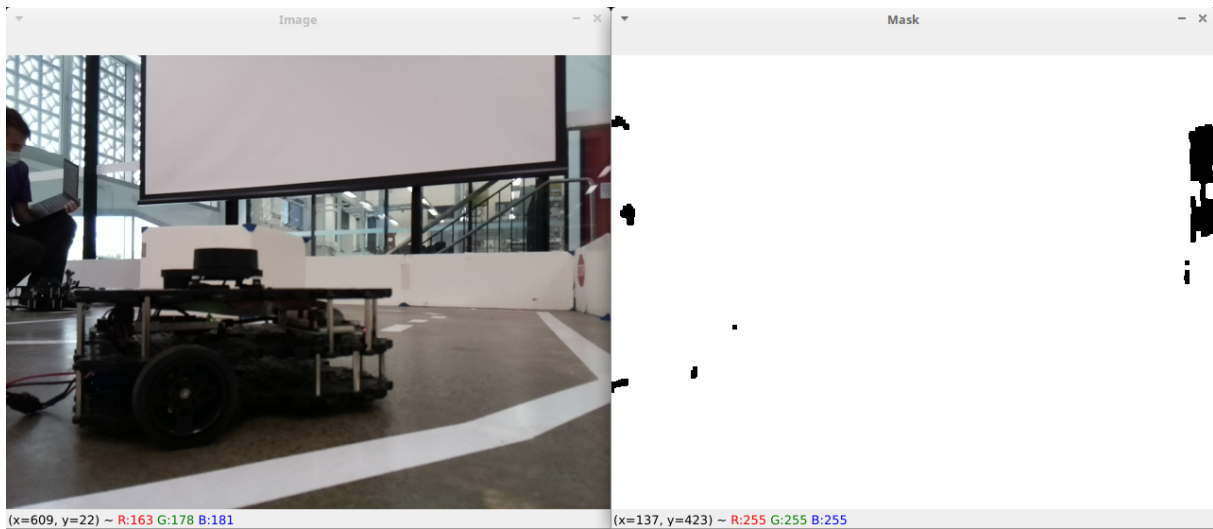 Image
Mask
(x=609, y=22) ~ R:163 G:178 B:181
(x=137, y=423) ~ R:255 G:255 B:255